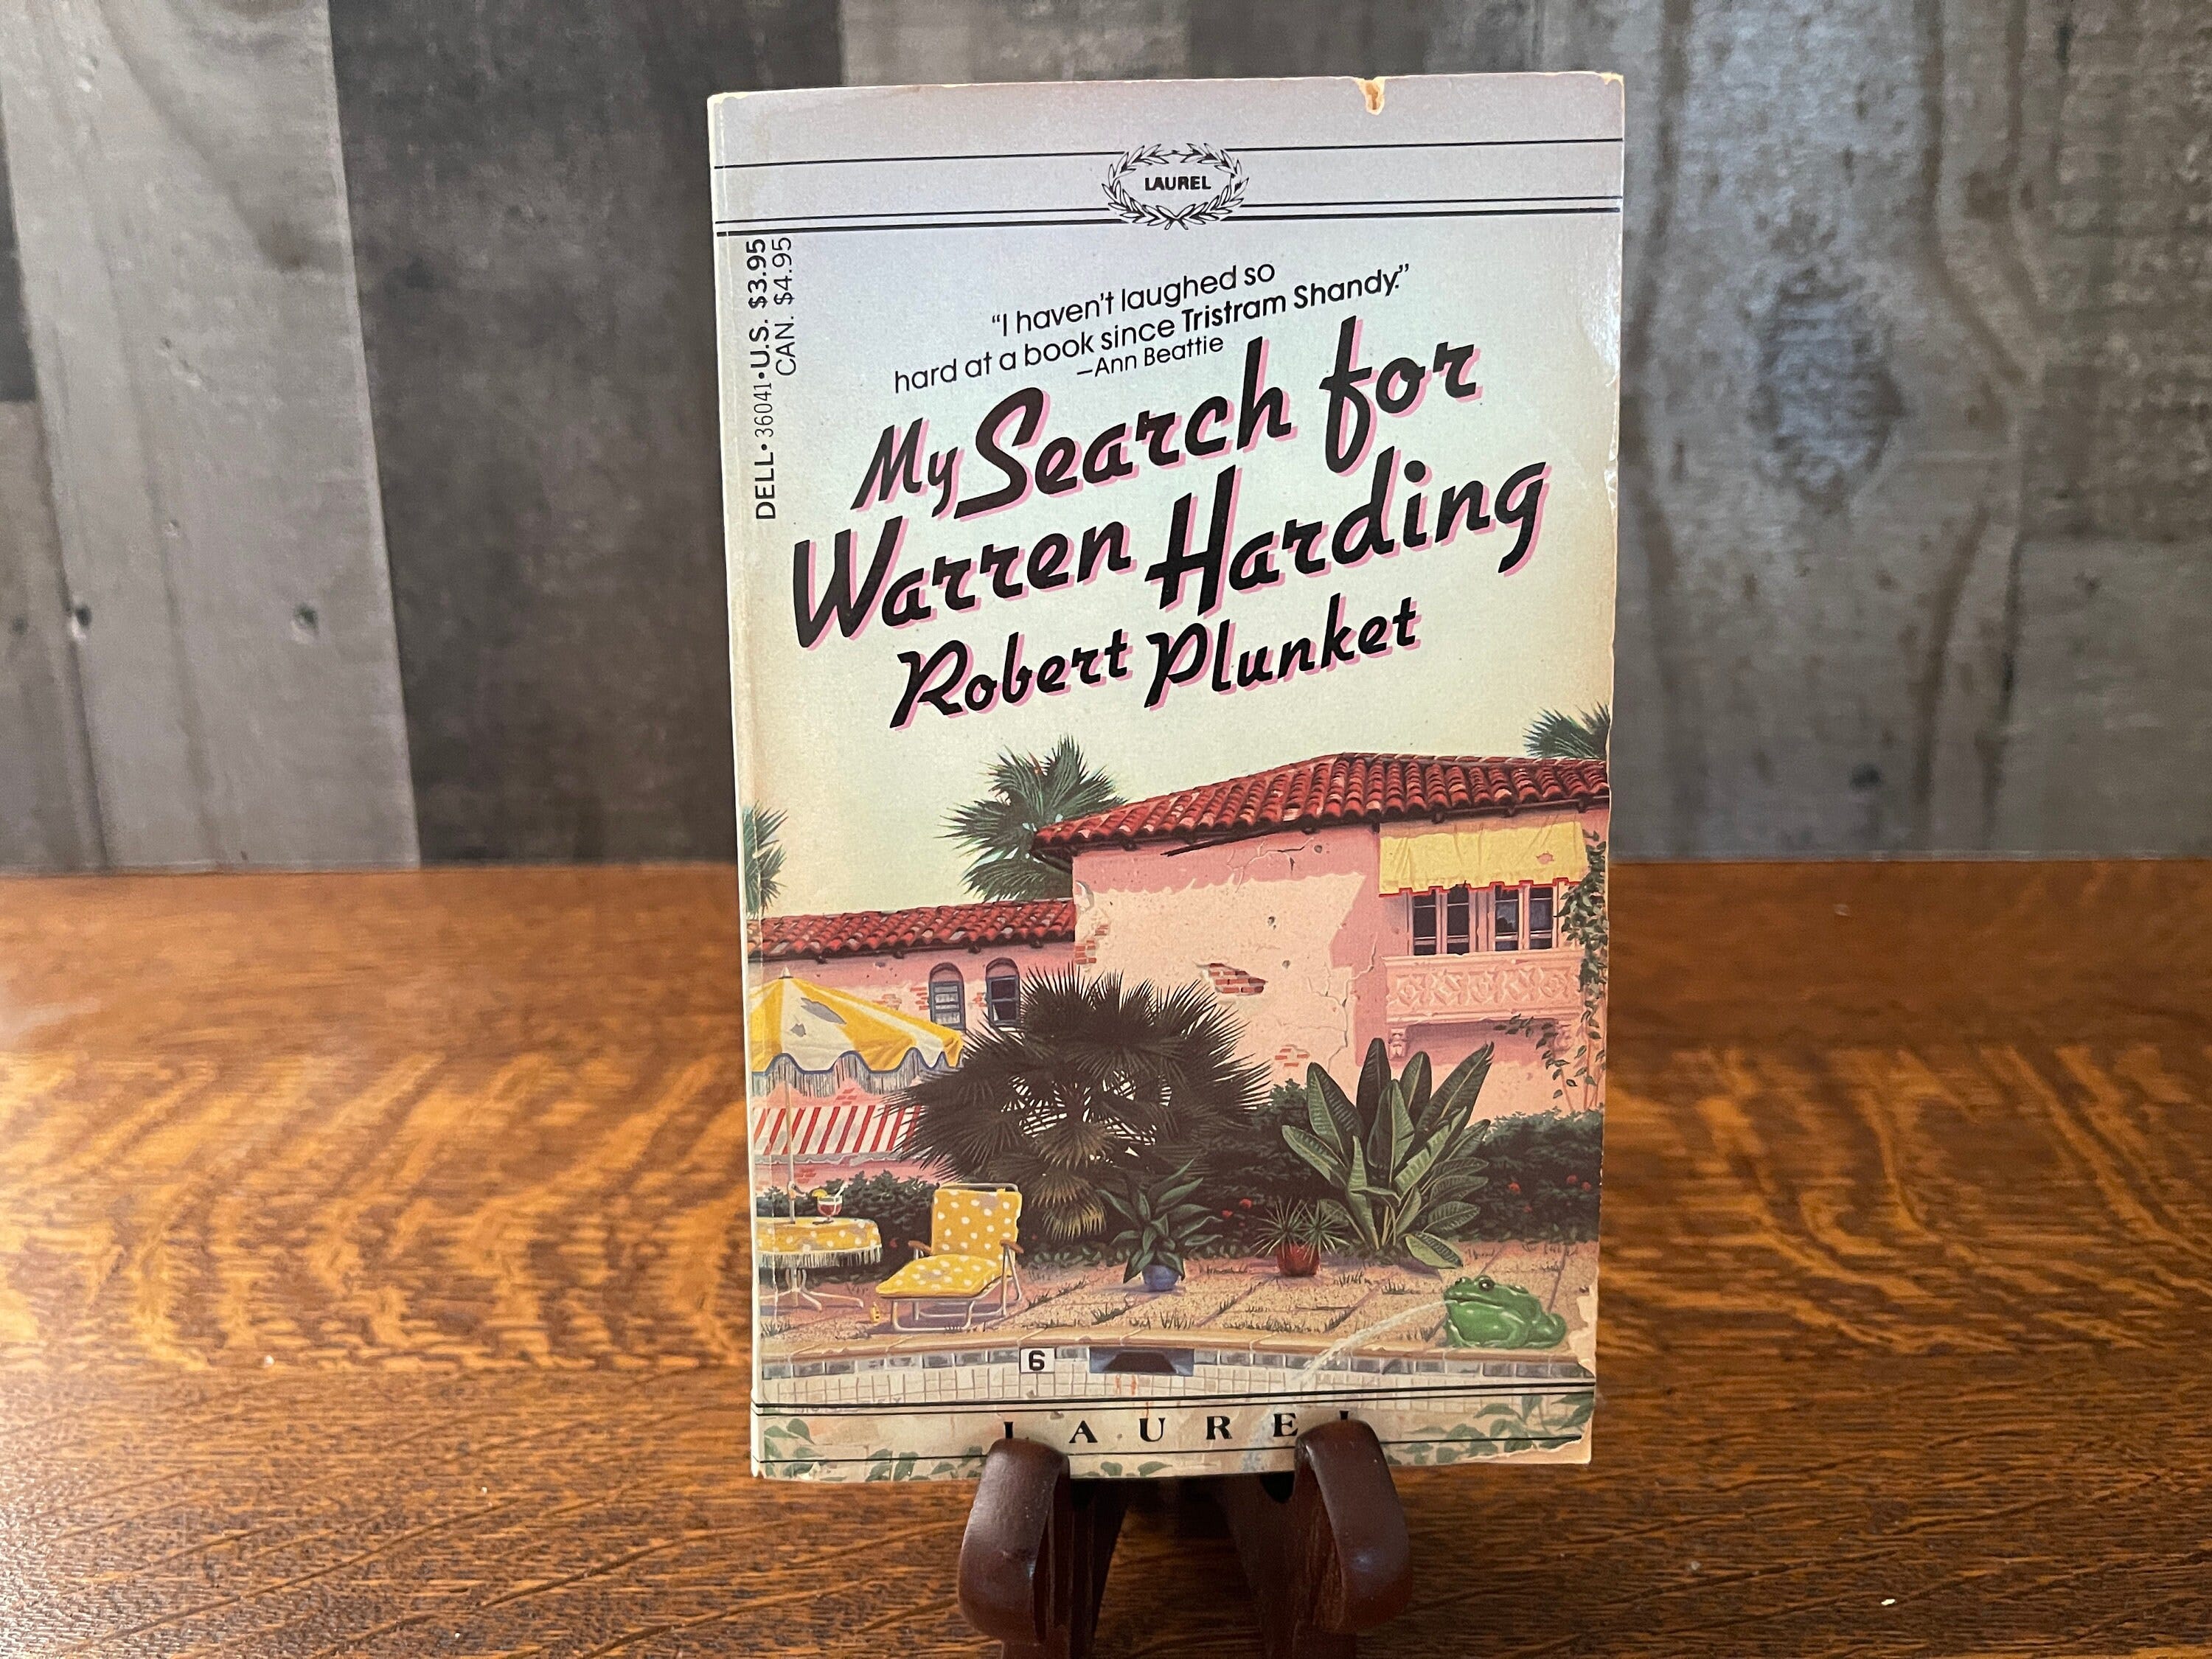 LAUREL
DELL • 36041 • U.S. $3.95
CAN. $4.95
“I haven't laughed so
hard at a book since Tristram Shandy.”
—Ann Beattie
My Search for
Warren Harding
Robert Plunket
6
LAUREL